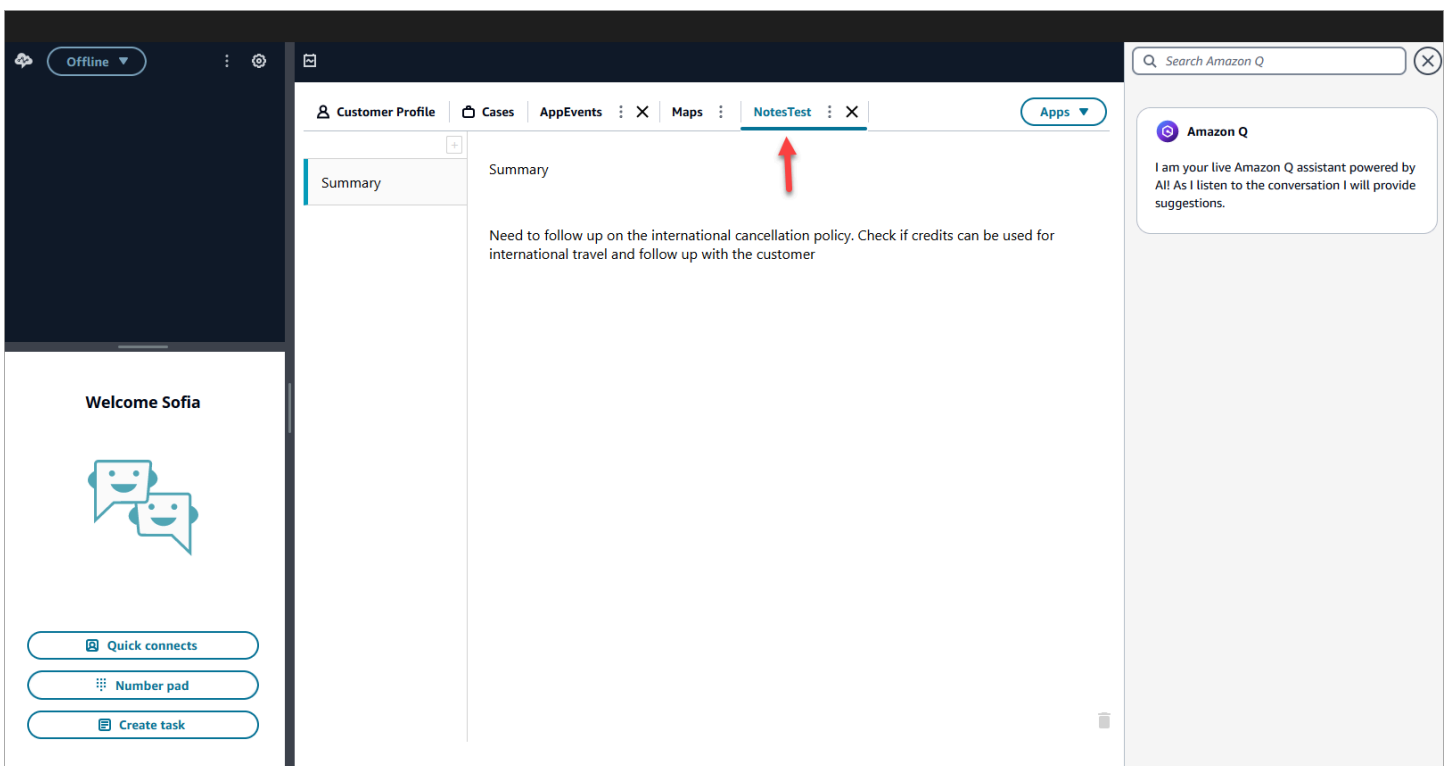 Offline
Search Amazon Q
Customer Profile
Cases
AppEvents
Maps
NotesTest
Apps
Amazon Q
I am your live Amazon Q assistant powered by
AI! As I listen to the conversation I will provide
suggestions.
Summary
Summary
Need to follow up on the international cancellation policy. Check if credits can be used for
international travel and follow up with the customer
Welcome Sofia
Quick connects
Number pad
Create task